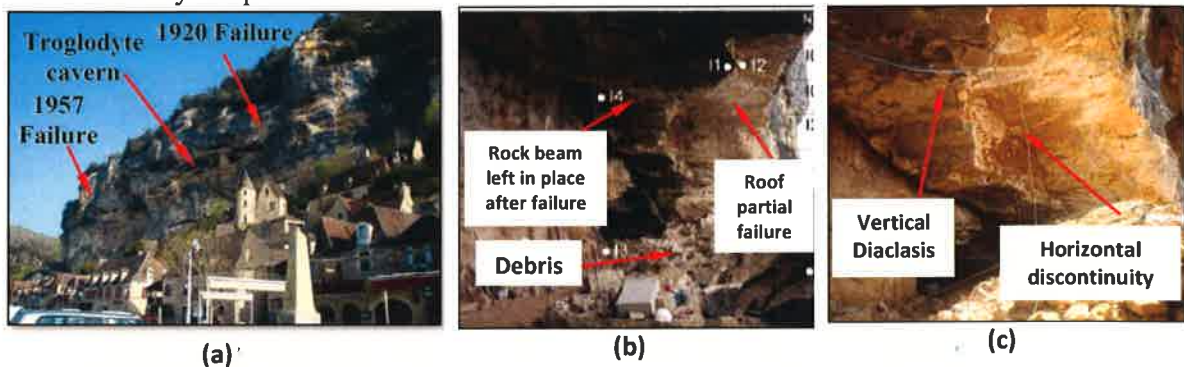 Troglodyte
cavern
1957
Failure
1920 Failure
(a)
I1 I2
I4
Rock beam
left in place
after failure
Roof
partial
failure
Debris
(b)
Vertical
Diaclasis
Horizontal
discontinuity
(c)